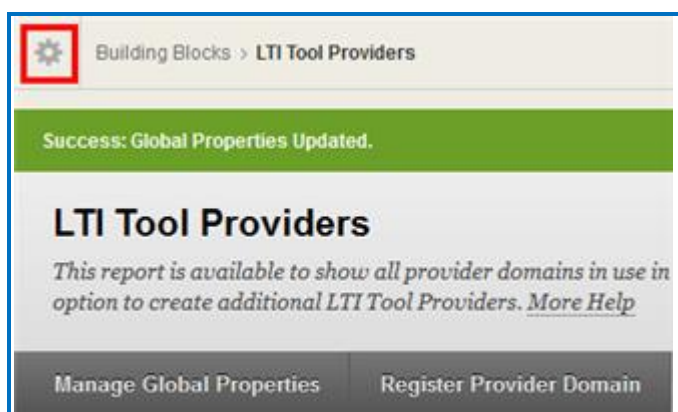 Building Blocks > LTI Tool Providers
Success: Global Properties Updated.
LTI Tool Providers
This report is available to show all provider domains in use in
option to create additional LTI Tool Providers. More Help
Manage Global Properties Register Provider Domain